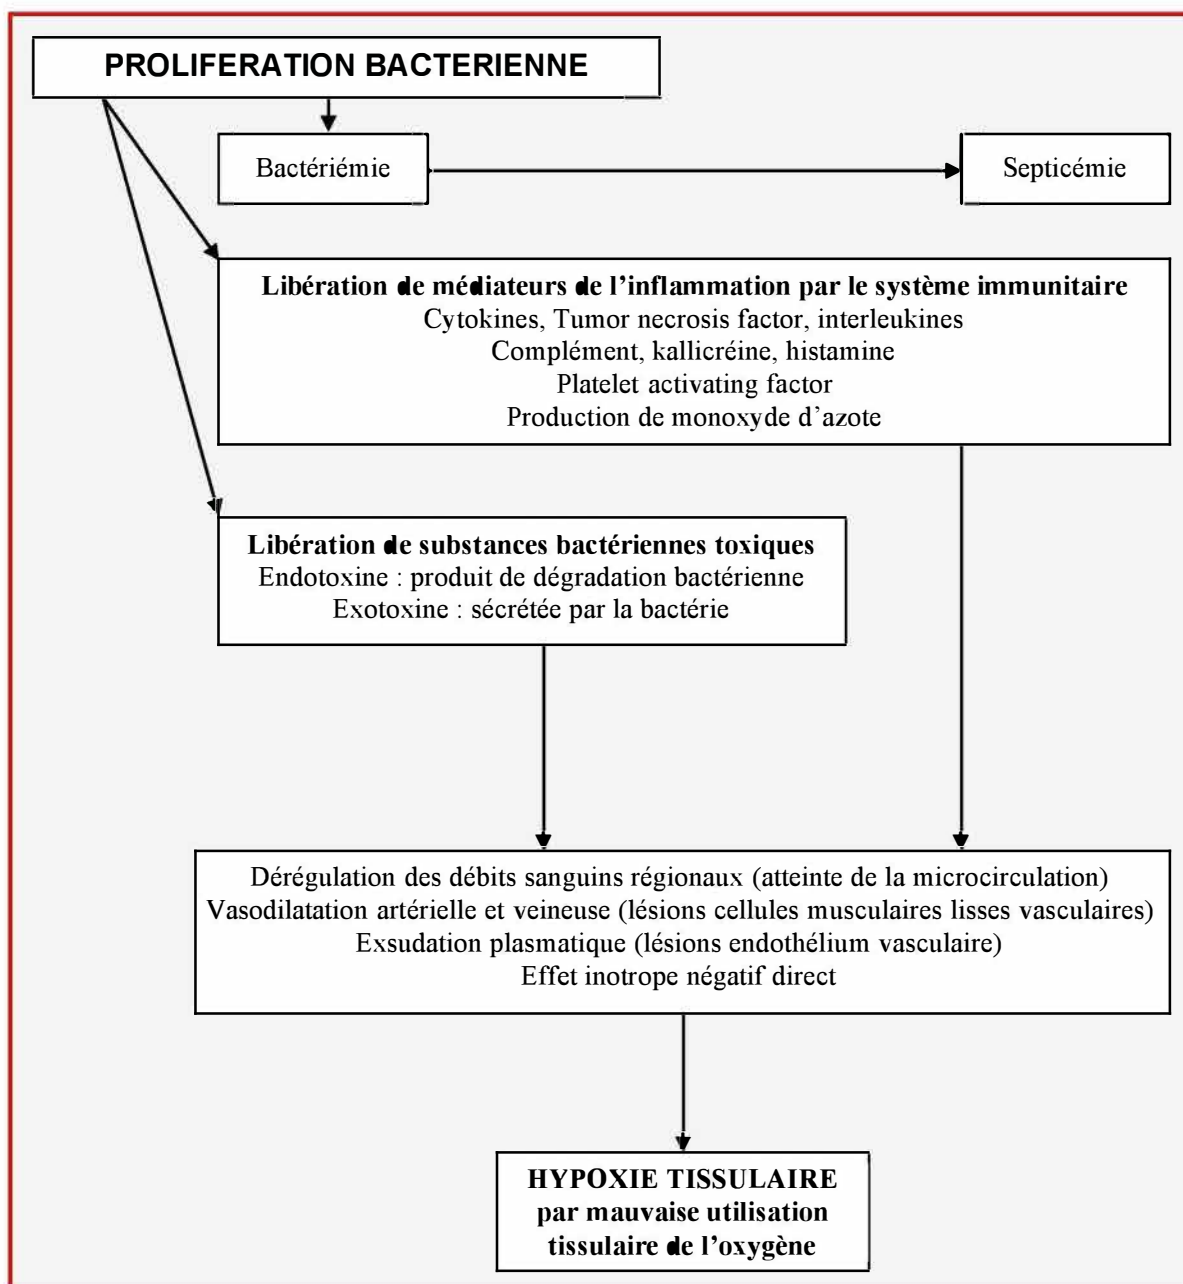 PROLIFERATION BACTERIENNE
Bactériémie
Septicémie
Libération de médiateurs de l'inflammation par le système immunitaire
Cytokines, Tumor necrosis factor, interleukines
Complément, kallicréine, histamine
Platelet activating factor
Production de monoxyde d'azote
Libération de substances bactériennes toxiques
Endotoxine : produit de dégradation bactérienne
Exotoxine : sécrétée par la bactérie
Dérégulation des débits sanguins régionaux (atteinte de la microcirculation)
Vasodilatation artérielle et veineuse (lésions cellules musculaires lisses vasculaires)
Exsudation plasmatique (lésions endothélium vasculaire)
Effet inotrope négatif direct
HYPOXIE TISSULAIRE
par mauvaise utilisation
tissulaire de l'oxygène